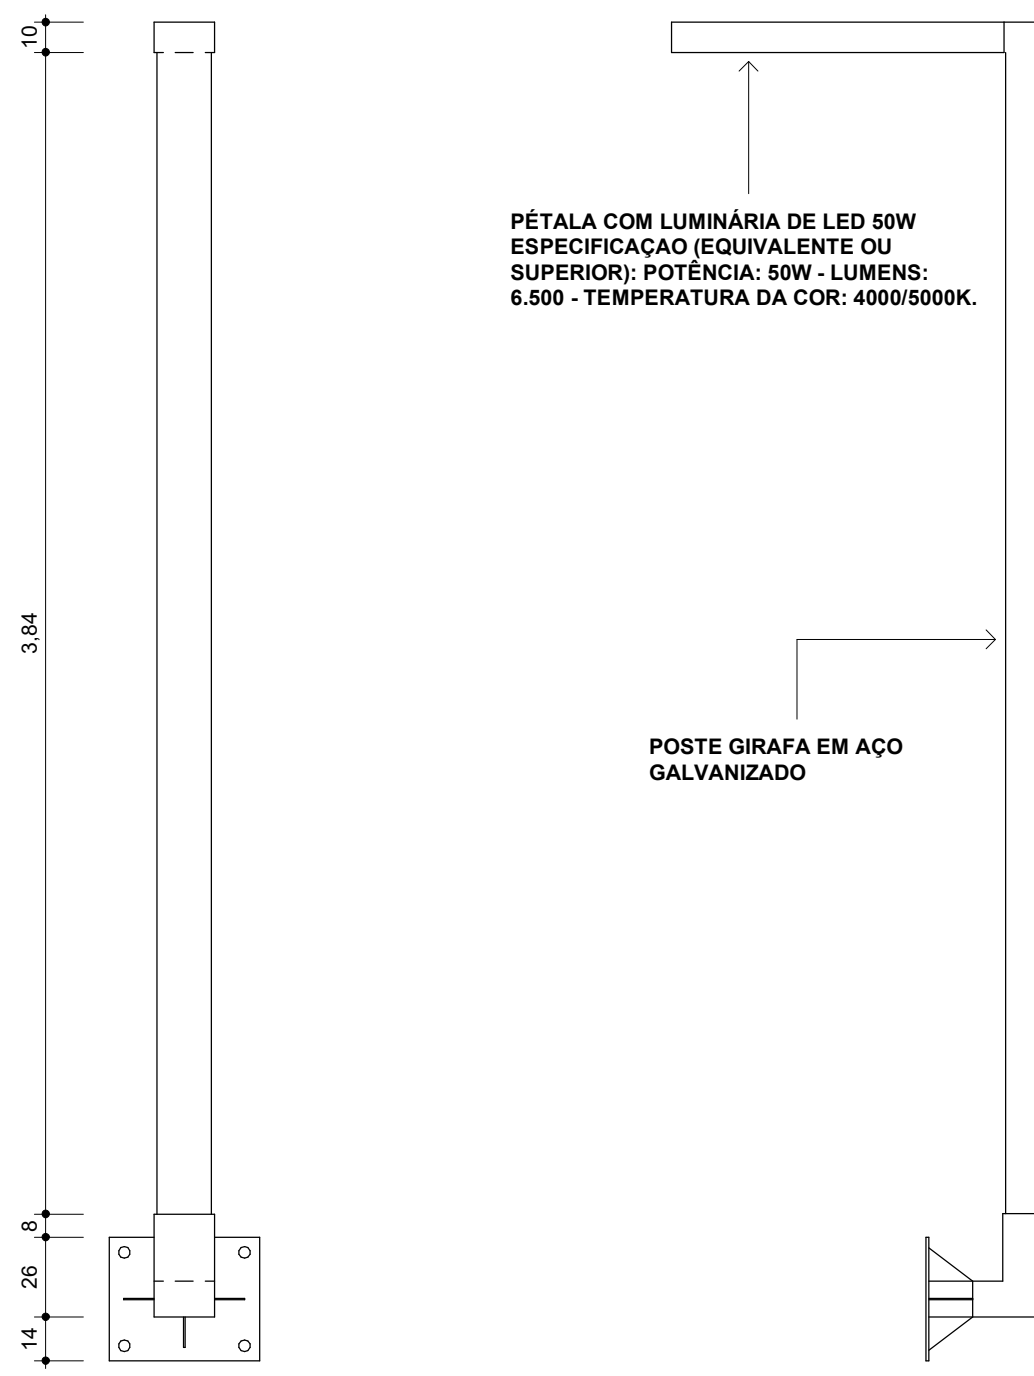 10
PÉTALA COM LUMINÁRIA DE LED 50W
ESPECIFICAÇAO (EQUIVALENTE OU
SUPERIOR): POTÊNCIA: 50W - LUMENS:
6.500 - TEMPERATURA DA COR: 4000/5000K.
3,84
POSTE GIRAFA EM AÇO
GALVANIZADO
8
26
14